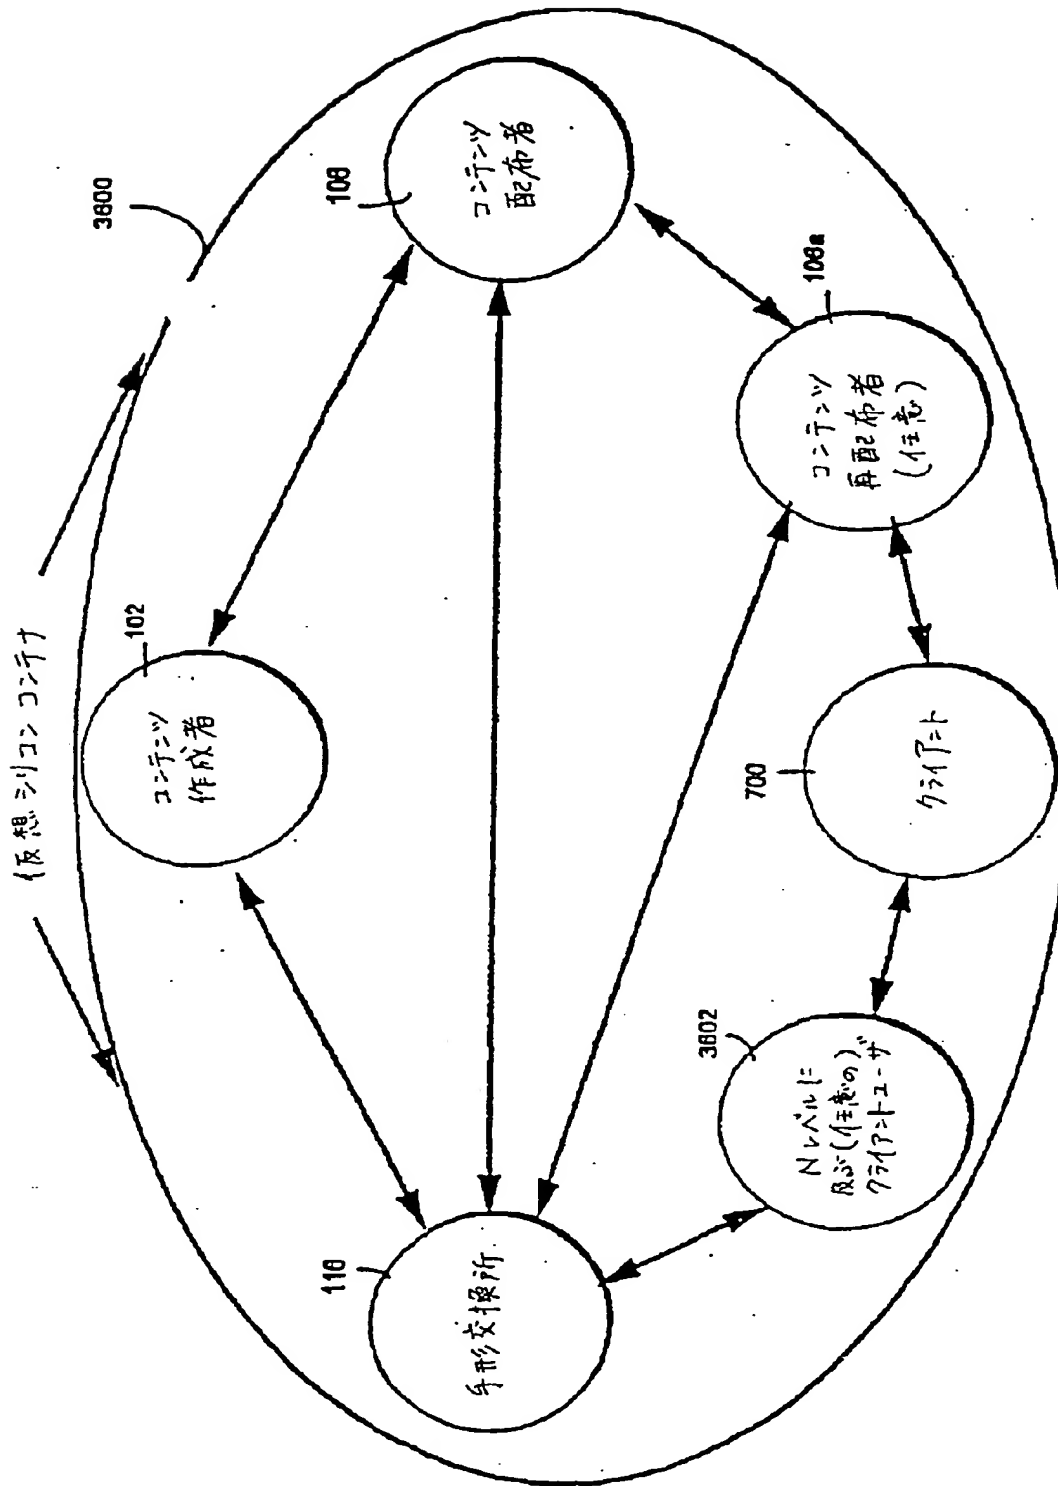 仮想シリコン コンテナ
3600
コンテンツ
作成者
102
コンテンツ
配布者
106
コンテンツ
再配布者
(任意)
106a
クライアント
700
Nレベルに
及ぶ(任意の)
クライアントユーザ
3602
手形交換所
116